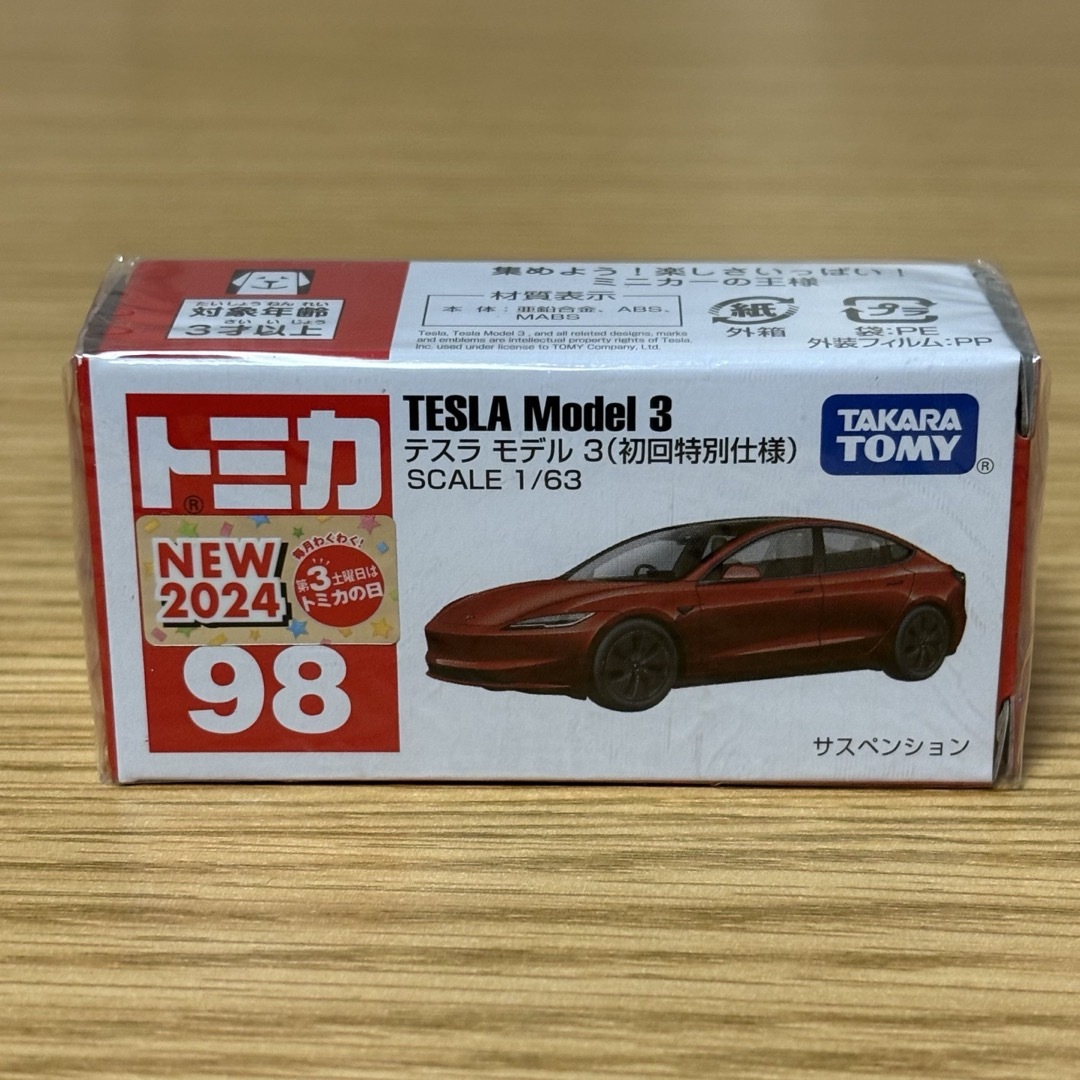 たいしょうねんれい
対象年齢
さいいじょう
3才以上
集めよう！楽しさいっぱい！
ミニカーの王様
材質表示
本体：亜鉛合金、ABS、
MABS
Tesla, Tesla Model 3 , and all related designs, marks
and emblems are intellectual property rights of Tesla,
Inc. used under license to TOMY Company, Ltd.
紙
外箱
プラ
袋:PE
外装フィルム:PP
トミカ
®
TESLA Model 3
テスラ モデル 3(初回特別仕様)
SCALE 1/63
TAKARA
TOMY
®
NEW
2024
毎月わくわく!
第3土曜日は
トミカの日
98
サスペンション